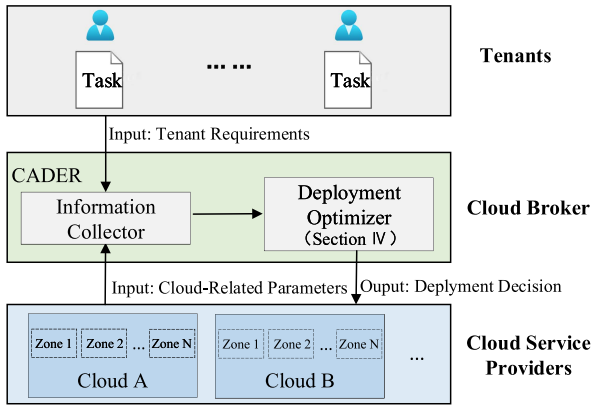 Task
... ...
Task
Tenants
Input: Tenant Requirements
CADER
Information
Collector
Deployment
Optimizer
(Section Ⅳ)
Cloud Broker
Input: Cloud-Related Parameters
Ouput: Deplyment Decision
Zone 1
Zone 2
...
Zone N
Cloud A
Zone 1
Zone 2
...
Zone N
Cloud B
...
Cloud Service
Providers